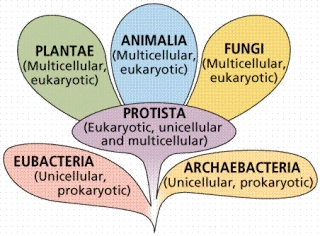 PLANTAE
(Multicellular,
eukaryotic)
ANIMALIA
(Multicellular,
eukaryotic)
FUNGI
(Multicellular,
eukaryotic)
PROTISTA
(Eukaryotic, unicellular
and multicellular)
EUBACTERIA
(Unicellular,
prokaryotic)
ARCHAEBACTERIA
(Unicellular, prokaryotic)